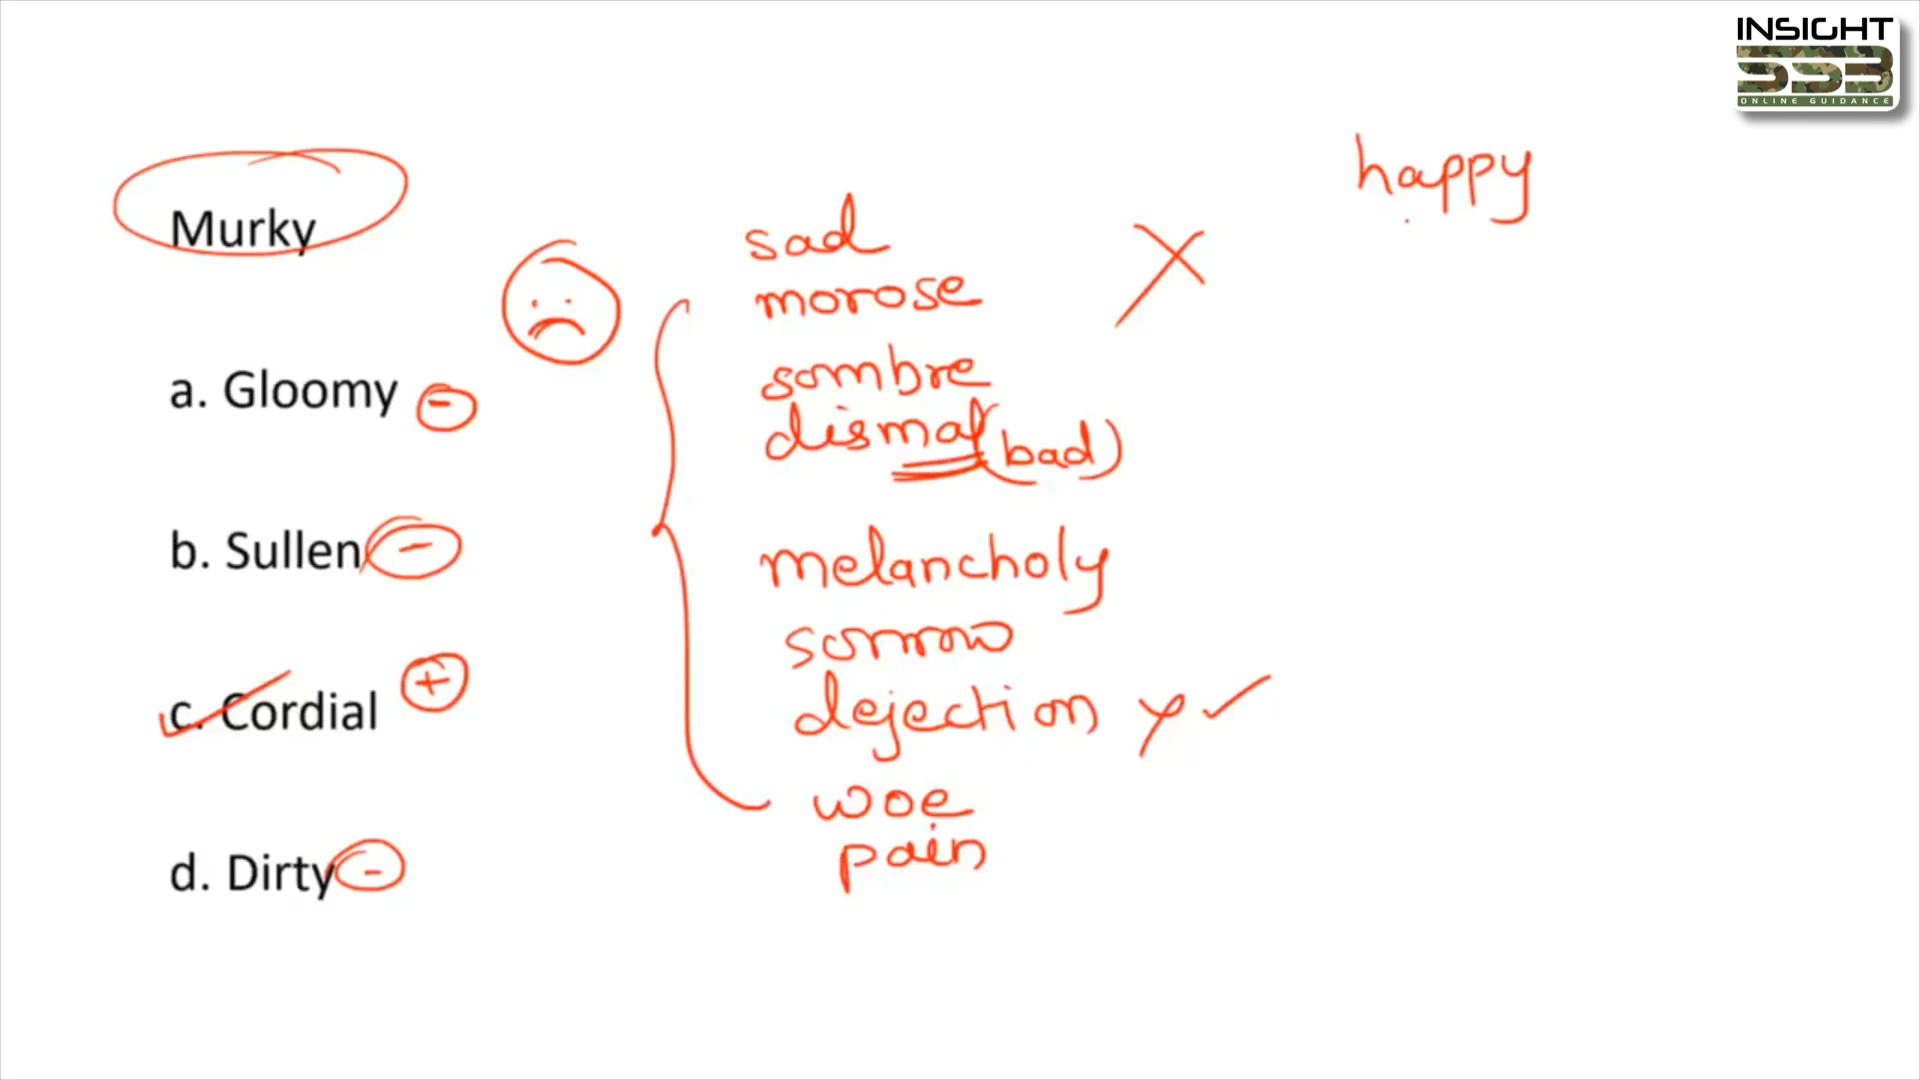 INSIGHT
SSB
ONLINE GUIDANCE
happy
Murky
sad
morose
a. Gloomy -
sombre
dismal (bad)
b. Sullen -
melancholy
sorrow
c. Cordial +
dejection
woe
d. Dirty -
pain